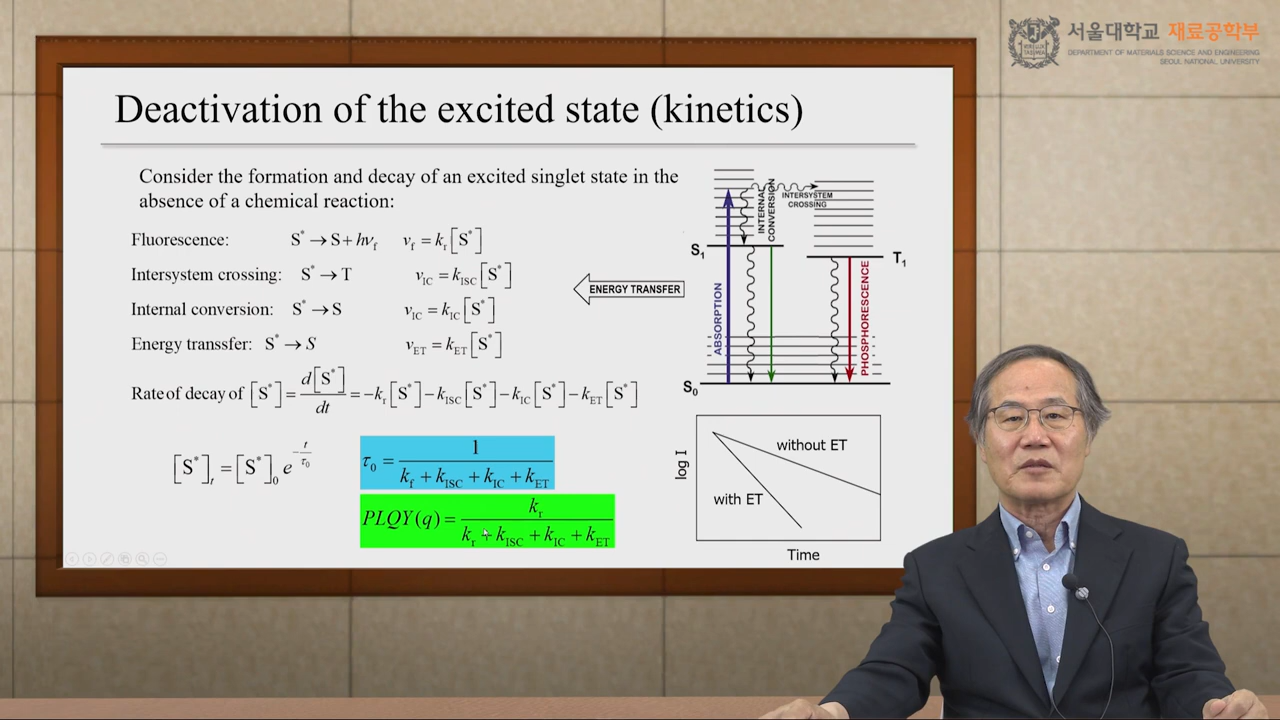 서울대학교 재료공학부
DEPARTMENT OF MATERIALS SCIENCE AND ENGINEERING
SEOUL NATIONAL UNIVERSITY
Deactivation of the excited state (kinetics)
Consider the formation and decay of an excited singlet state in the
absence of a chemical reaction:
Fluorescence: S* → S + hν_f v_f = k_r[S*]
Intersystem crossing: S* → T v_IC = k_ISC[S*]
Internal conversion: S* → S v_IC = k_IC[S*]
Energy transsfer: S* → S v_ET = k_ET[S*]
Rate of decay of [S*] = d[S*]/dt = −k_r[S*] − k_ISC[S*] − k_IC[S*] − k_ET[S*]
[S*]_t = [S*]_0 e^(−t/τ_0)
τ_0 = 1/(k_f + k_ISC + k_IC + k_ET)
PLQY(q) = k_r/(k_r + k_ISC + k_IC + k_ET)
ENERGY TRANSFER
INTERNAL
CONVERSION
INTERSYSTEM
CROSSING
S1
T1
ABSORPTION
PHOSPHORESCENCE
S0
log I
without ET
with ET
Time